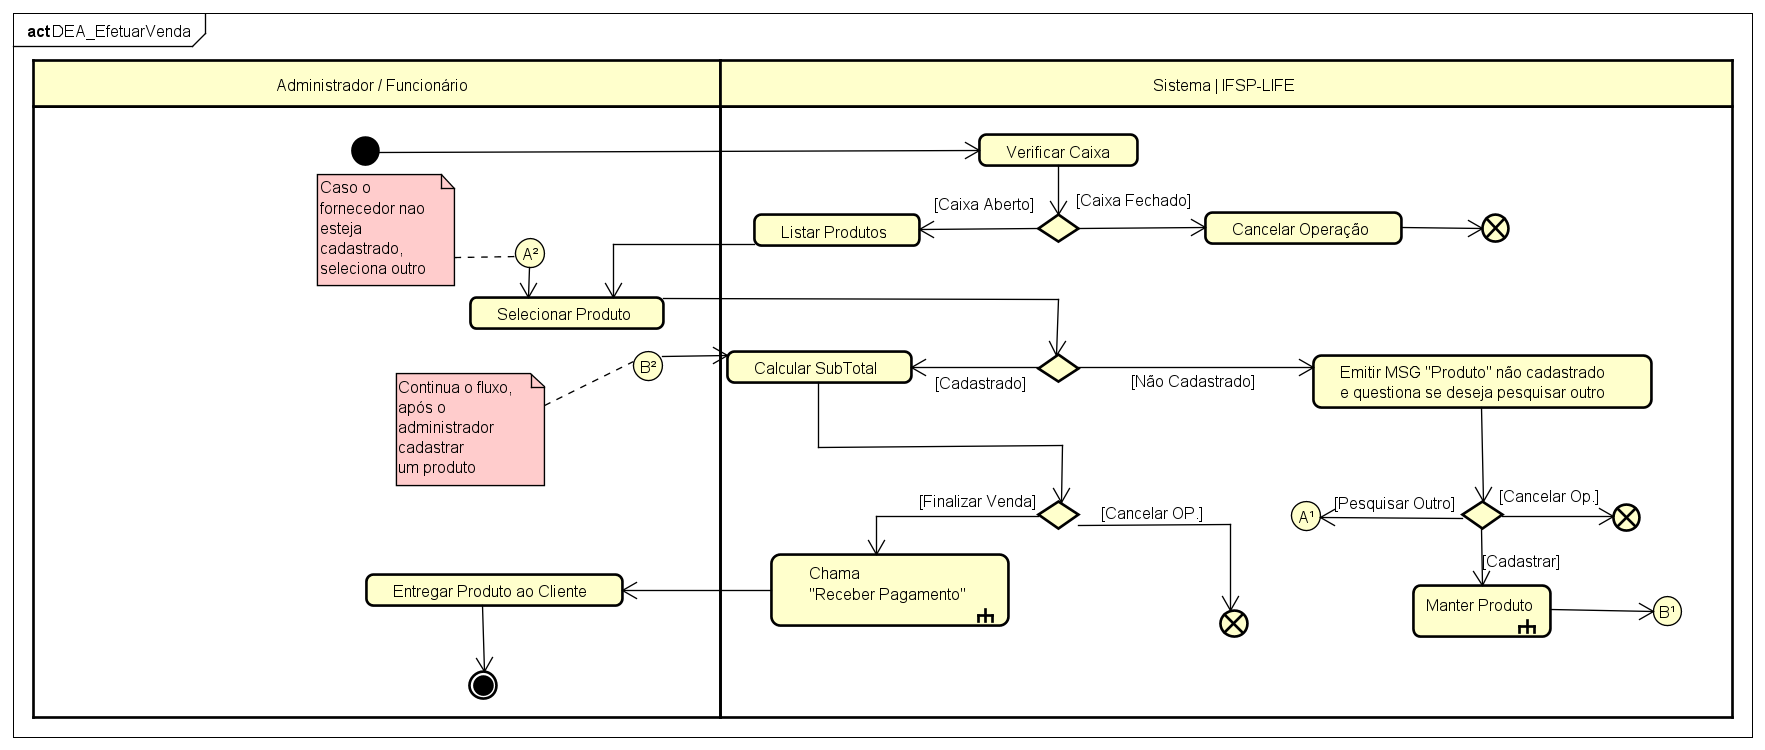 act DEA_EfetuarVenda
Administrador / Funcionário
Sistema | IFSP-LIFE
Verificar Caixa
[Caixa Aberto]
[Caixa Fechado]
Listar Produtos
Cancelar Operação
Caso o
fornecedor nao
esteja
cadastrado,
seleciona outro
A²
Selecionar Produto
B²
Calcular SubTotal
[Cadastrado]
[Não Cadastrado]
Emitir MSG "Produto" não cadastrado
e questiona se deseja pesquisar outro
Continua o fluxo,
após o
administrador
cadastrar
um produto
[Finalizar Venda]
[Cancelar OP.]
A¹
[Pesquisar Outro]
[Cancelar Op.]
[Cadastrar]
Chama
"Receber Pagamento"
Entregar Produto ao Cliente
Manter Produto
B¹